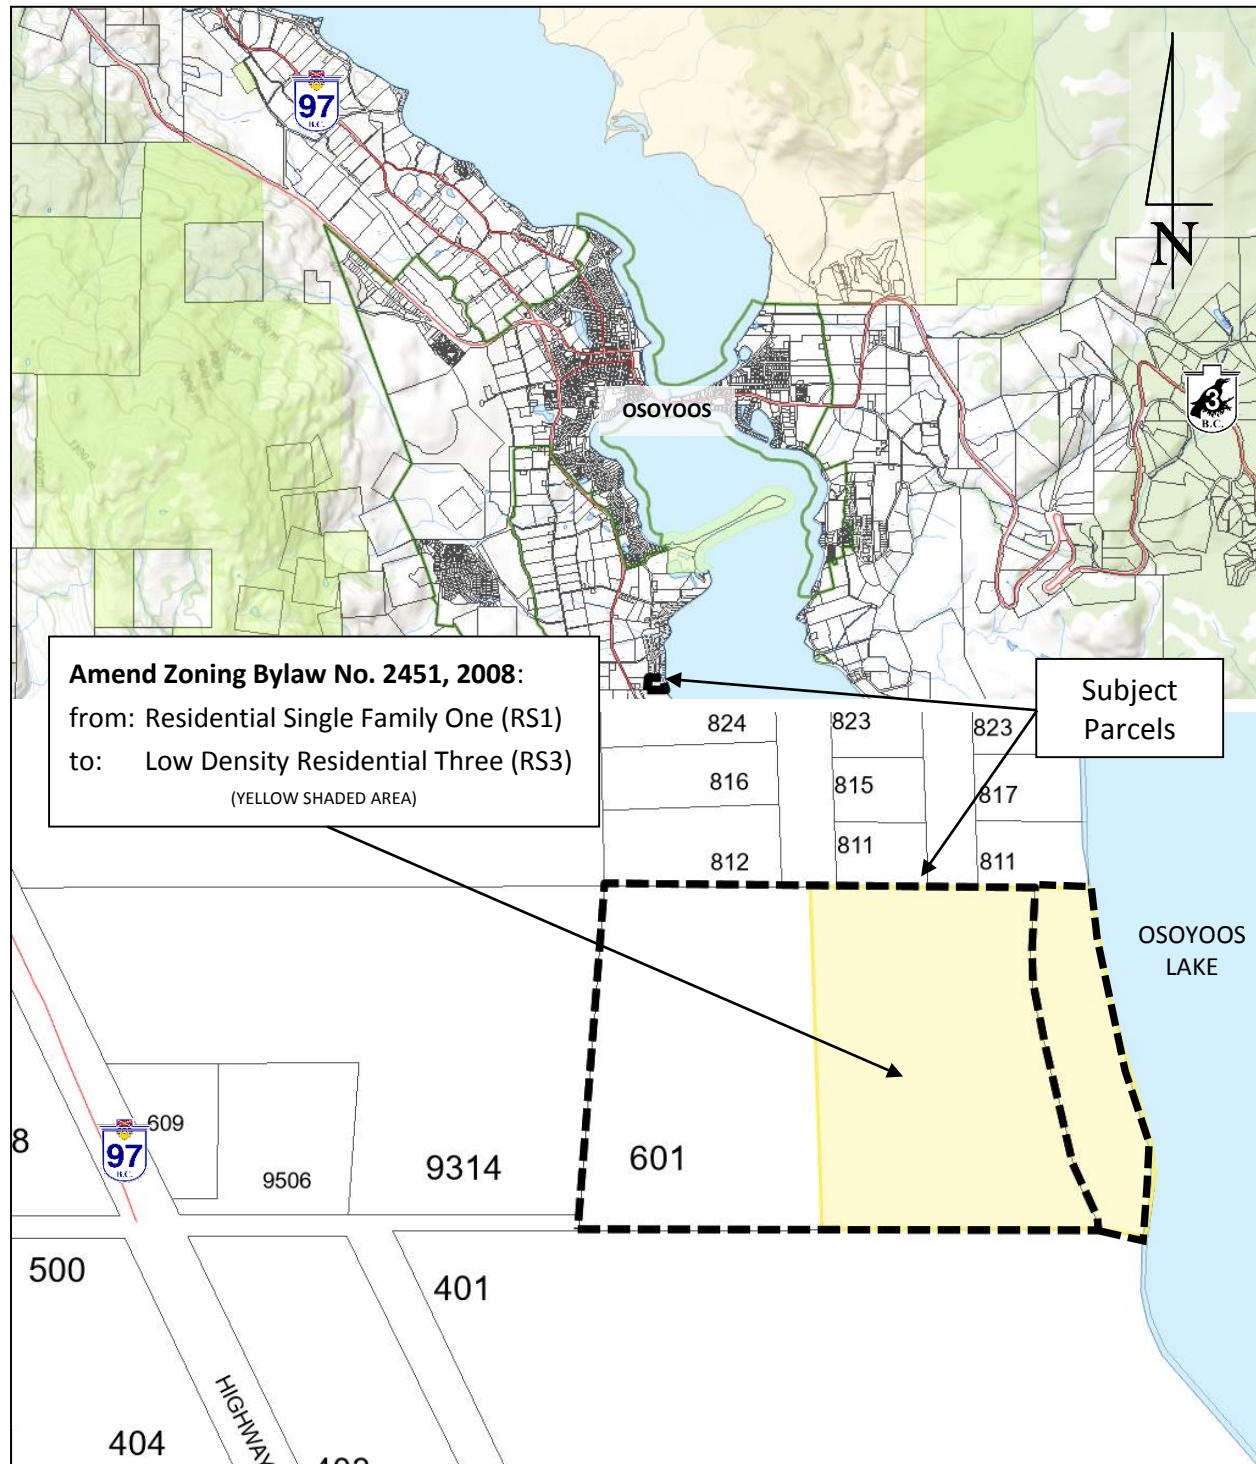 97
B.C.
N
3
B.C.
OSOYOOS
Amend Zoning Bylaw No. 2451, 2008:
from: Residential Single Family One (RS1)
to: Low Density Residential Three (RS3)
(YELLOW SHADED AREA)
Subject
Parcels
824
823
823
816
815
817
812
811
811
OSOYOOS
LAKE
8
609
97
B.C.
9506
9314
601
500
401
404
HIGHWAY